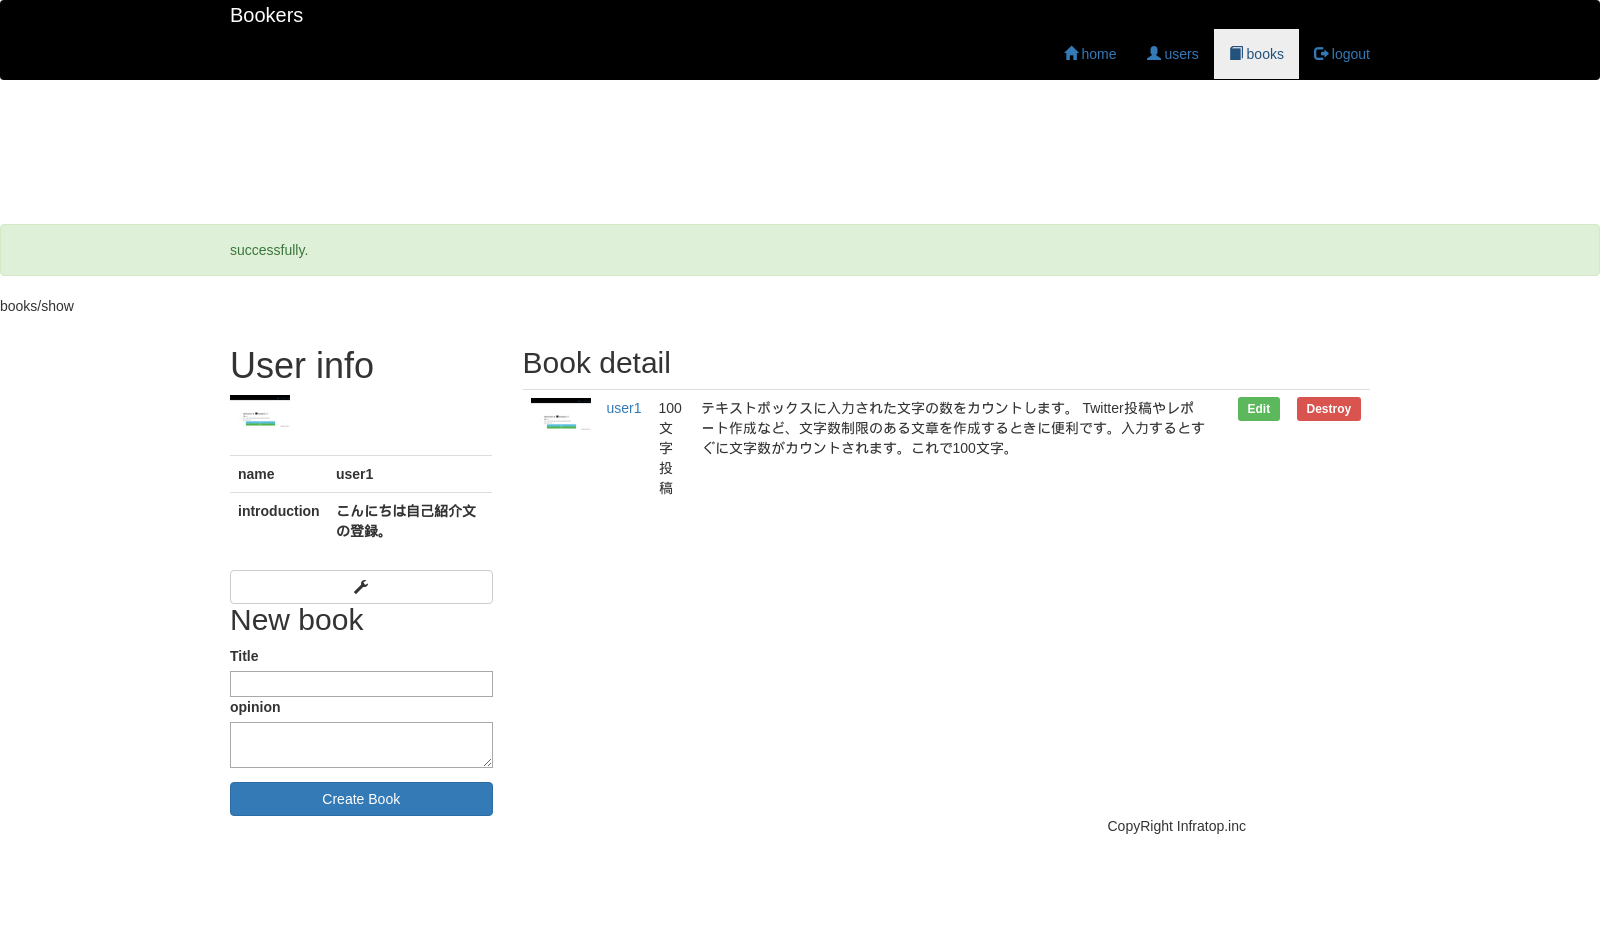 Bookers
home users books logout
successfully.
books/show
User info
name user1
introduction こんにちは自己紹介文
の登録。
New book
Title
opinion
Create Book
Book detail
user1 100 テキストボックスに入力された文字の数をカウントします。 Twitter投稿やレポ Edit Destroy
文 ート作成など、文字数制限のある文章を作成するときに便利です。入力するとす
字 ぐに文字数がカウントされます。これで100文字。
投
稿
CopyRight Infratop.inc